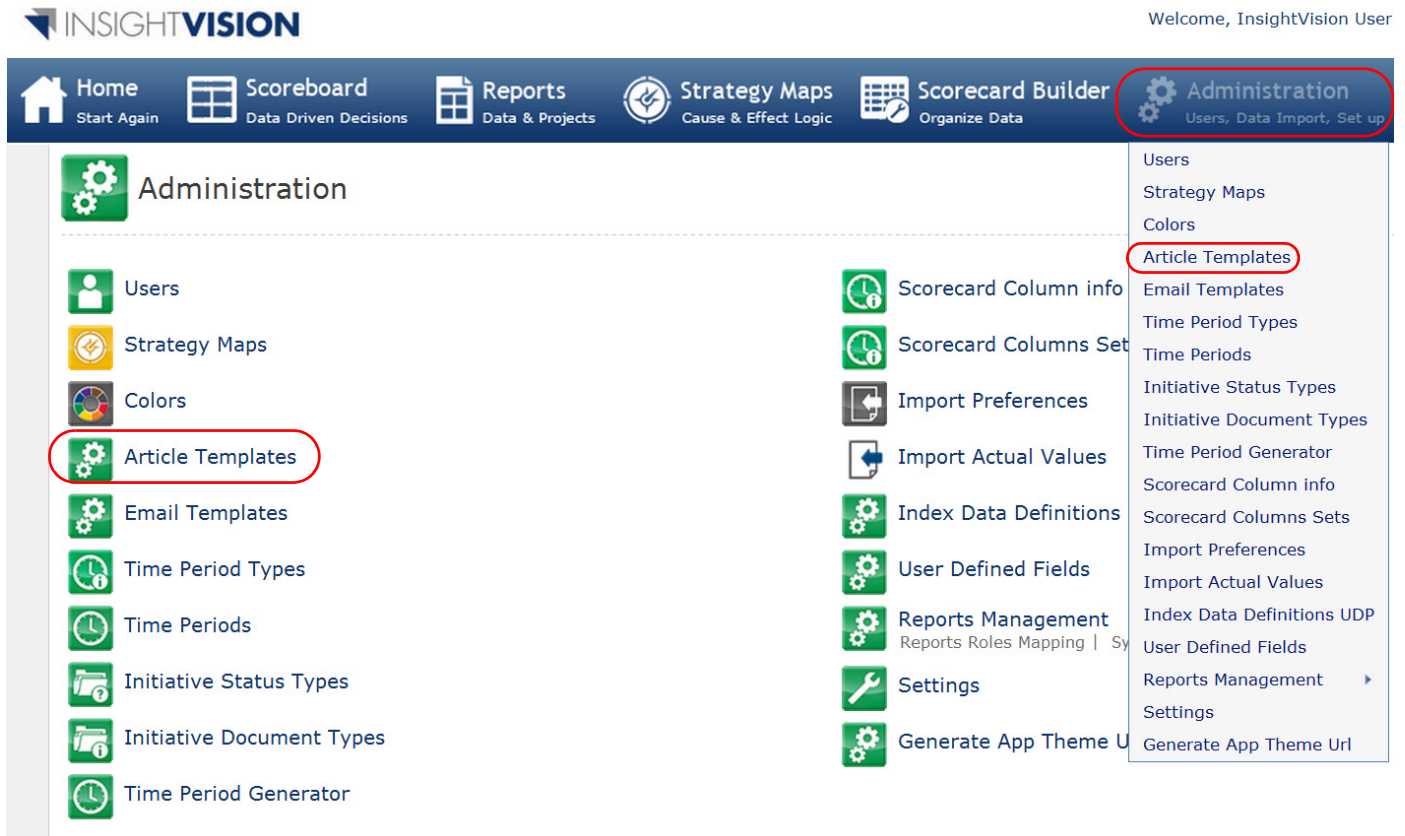 INSIGHTVISION
Welcome, InsightVision User
Home
Start Again
Scoreboard
Data Driven Decisions
Reports
Data & Projects
Strategy Maps
Cause & Effect Logic
Scorecard Builder
Organize Data
Administration
Users, Data Import, Set up
Administration
Users
Strategy Maps
Colors
Article Templates
Email Templates
Time Period Types
Time Periods
Initiative Status Types
Initiative Document Types
Time Period Generator
Scorecard Column info
Scorecard Columns Set
Import Preferences
Import Actual Values
Index Data Definitions
User Defined Fields
Reports Management
Reports Roles Mapping | Sy
Settings
Generate App Theme U
Users
Strategy Maps
Colors
Article Templates
Email Templates
Time Period Types
Time Periods
Initiative Status Types
Initiative Document Types
Time Period Generator
Scorecard Column info
Scorecard Columns Sets
Import Preferences
Import Actual Values
Index Data Definitions UDP
User Defined Fields
Reports Management
Settings
Generate App Theme Url